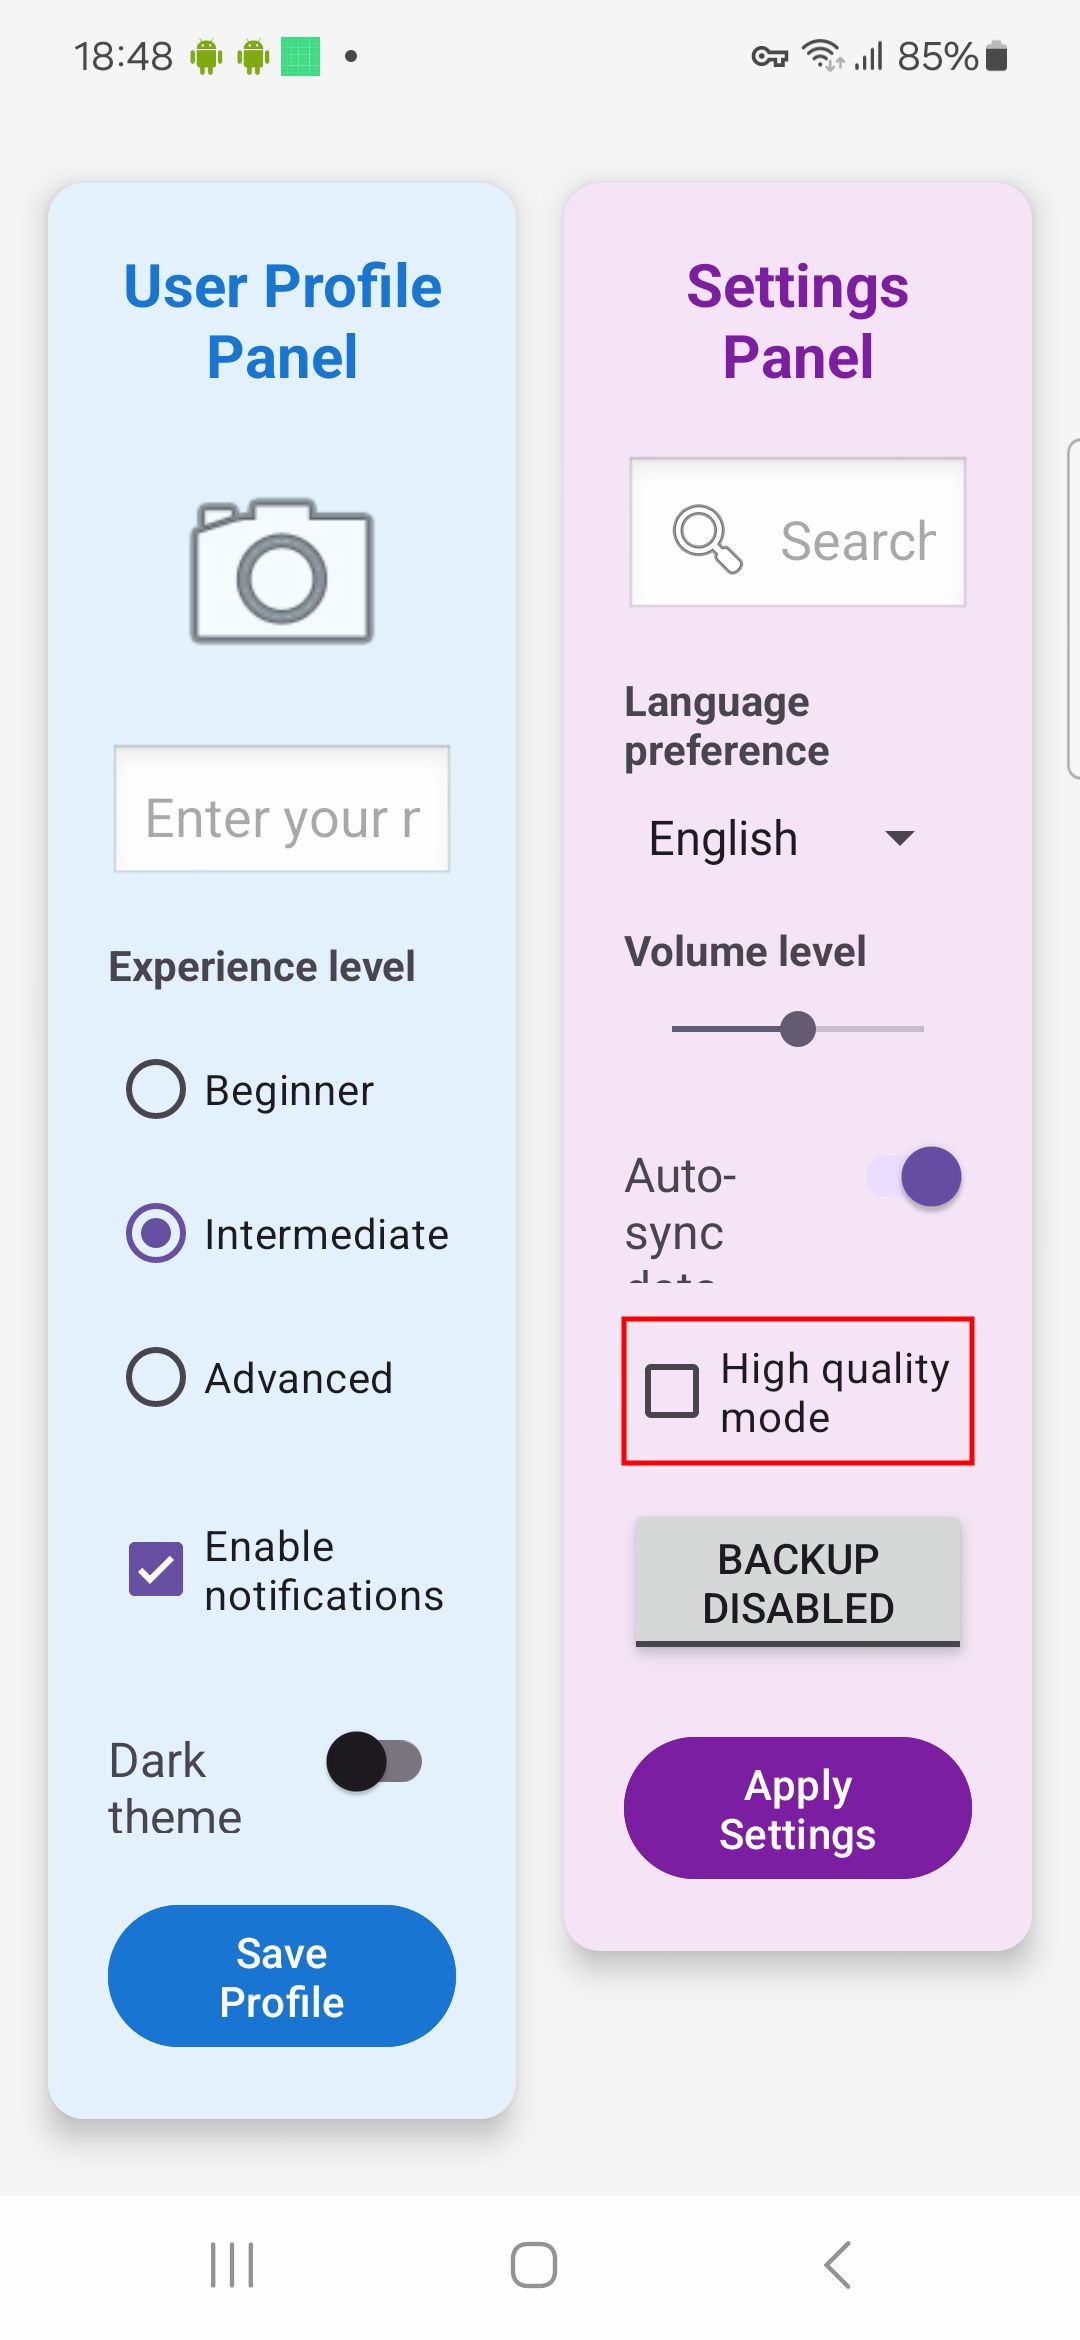 18:48
85%
User Profile
Panel
Enter your
Experience level
Beginner
Intermediate
Advanced
Enable
notifications
Dark
theme
Save
Profile
Settings
Panel
Search
Language
preference
English
Volume level
Auto-
sync
High quality
mode
BACKUP
DISABLED
Apply
Settings